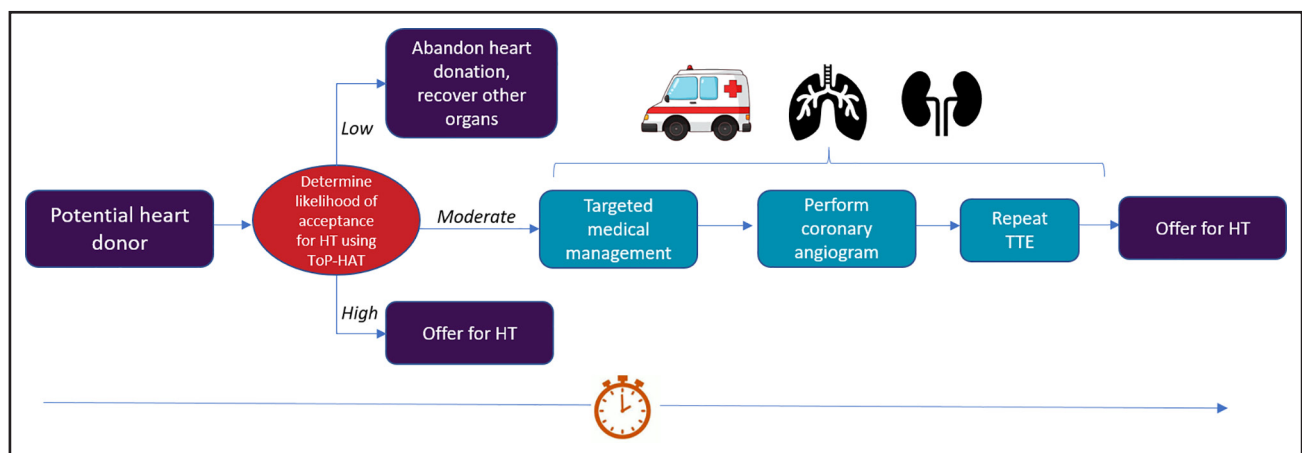 Abandon heart
donation,
recover other
organs
Low
Potential heart
donor
Determine
likelihood of
acceptance
for HT using
ToP-HAT
Moderate
Targeted
medical
management
Perform
coronary
angiogram
Repeat
TTE
Offer for HT
High
Offer for HT